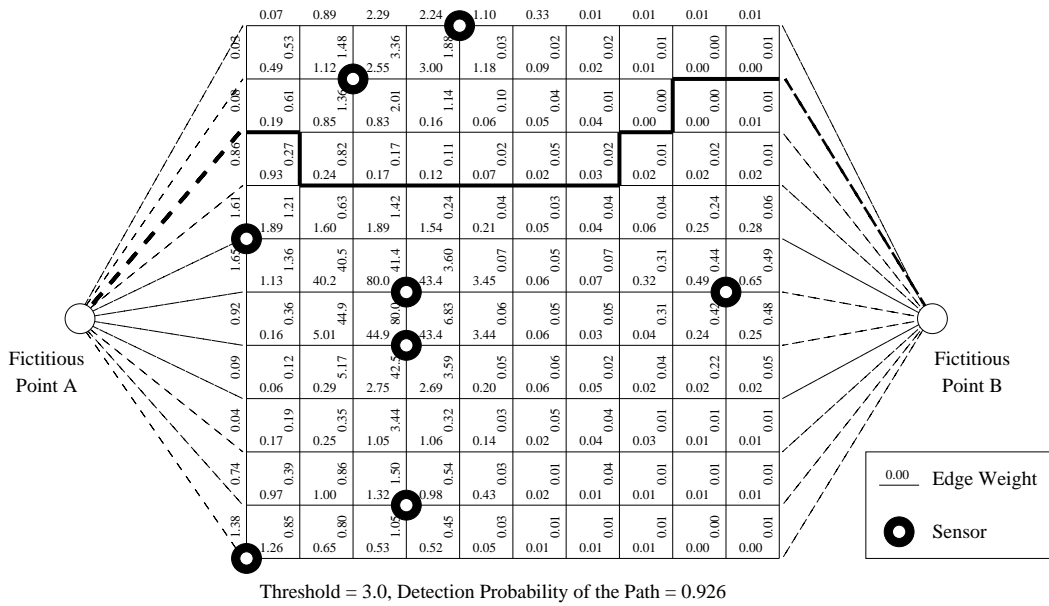 0.07 0.89 2.29 2.24 1.10 0.33 0.01 0.01 0.01 0.01
0.03 0.53 1.48 3.36 1.88 0.03 0.02 0.02 0.01 0.00 0.01
0.49 1.12 2.55 3.00 1.18 0.09 0.02 0.01 0.00 0.00
0.08 0.61 1.36 2.01 1.14 0.10 0.04 0.01 0.00 0.00 0.01
0.19 0.85 0.83 0.16 0.06 0.05 0.04 0.00 0.00 0.01
0.86 0.27 0.82 0.17 0.11 0.02 0.05 0.02 0.01 0.02 0.01
0.93 0.24 0.17 0.12 0.07 0.02 0.03 0.02 0.02 0.02
1.61 1.21 0.63 1.42 0.24 0.04 0.03 0.04 0.04 0.24 0.06
1.89 1.60 1.89 1.54 0.21 0.05 0.04 0.06 0.25 0.28
1.65 1.36 40.5 41.4 3.60 0.07 0.05 0.07 0.31 0.44 0.49
1.13 40.2 80.0 43.4 3.45 0.06 0.07 0.32 0.49 0.65
0.92 0.36 44.9 80.0 6.83 0.06 0.05 0.05 0.31 0.42 0.48
0.16 5.01 44.9 43.4 3.44 0.06 0.03 0.04 0.24 0.25
0.09 0.12 5.17 42.5 3.59 0.05 0.06 0.02 0.04 0.22 0.05
0.06 0.29 2.75 2.69 0.20 0.06 0.05 0.02 0.02 0.01
0.04 0.19 0.35 3.44 0.32 0.03 0.05 0.04 0.01 0.01 0.01
0.17 0.25 1.05 1.06 0.14 0.02 0.04 0.03 0.01 0.01
0.74 0.39 0.86 1.50 0.54 0.03 0.01 0.04 0.01 0.01 0.01
0.97 1.00 1.32 0.98 0.43 0.02 0.01 0.01 0.01 0.01
1.38 0.85 0.80 1.05 0.45 0.03 0.01 0.01 0.01 0.00 0.01
1.26 0.65 0.53 0.52 0.05 0.01 0.01 0.01 0.00 0.00
Fictitious
Point A
Fictitious
Point B
0.00 Edge Weight
Sensor
Threshold = 3.0, Detection Probability of the Path = 0.926